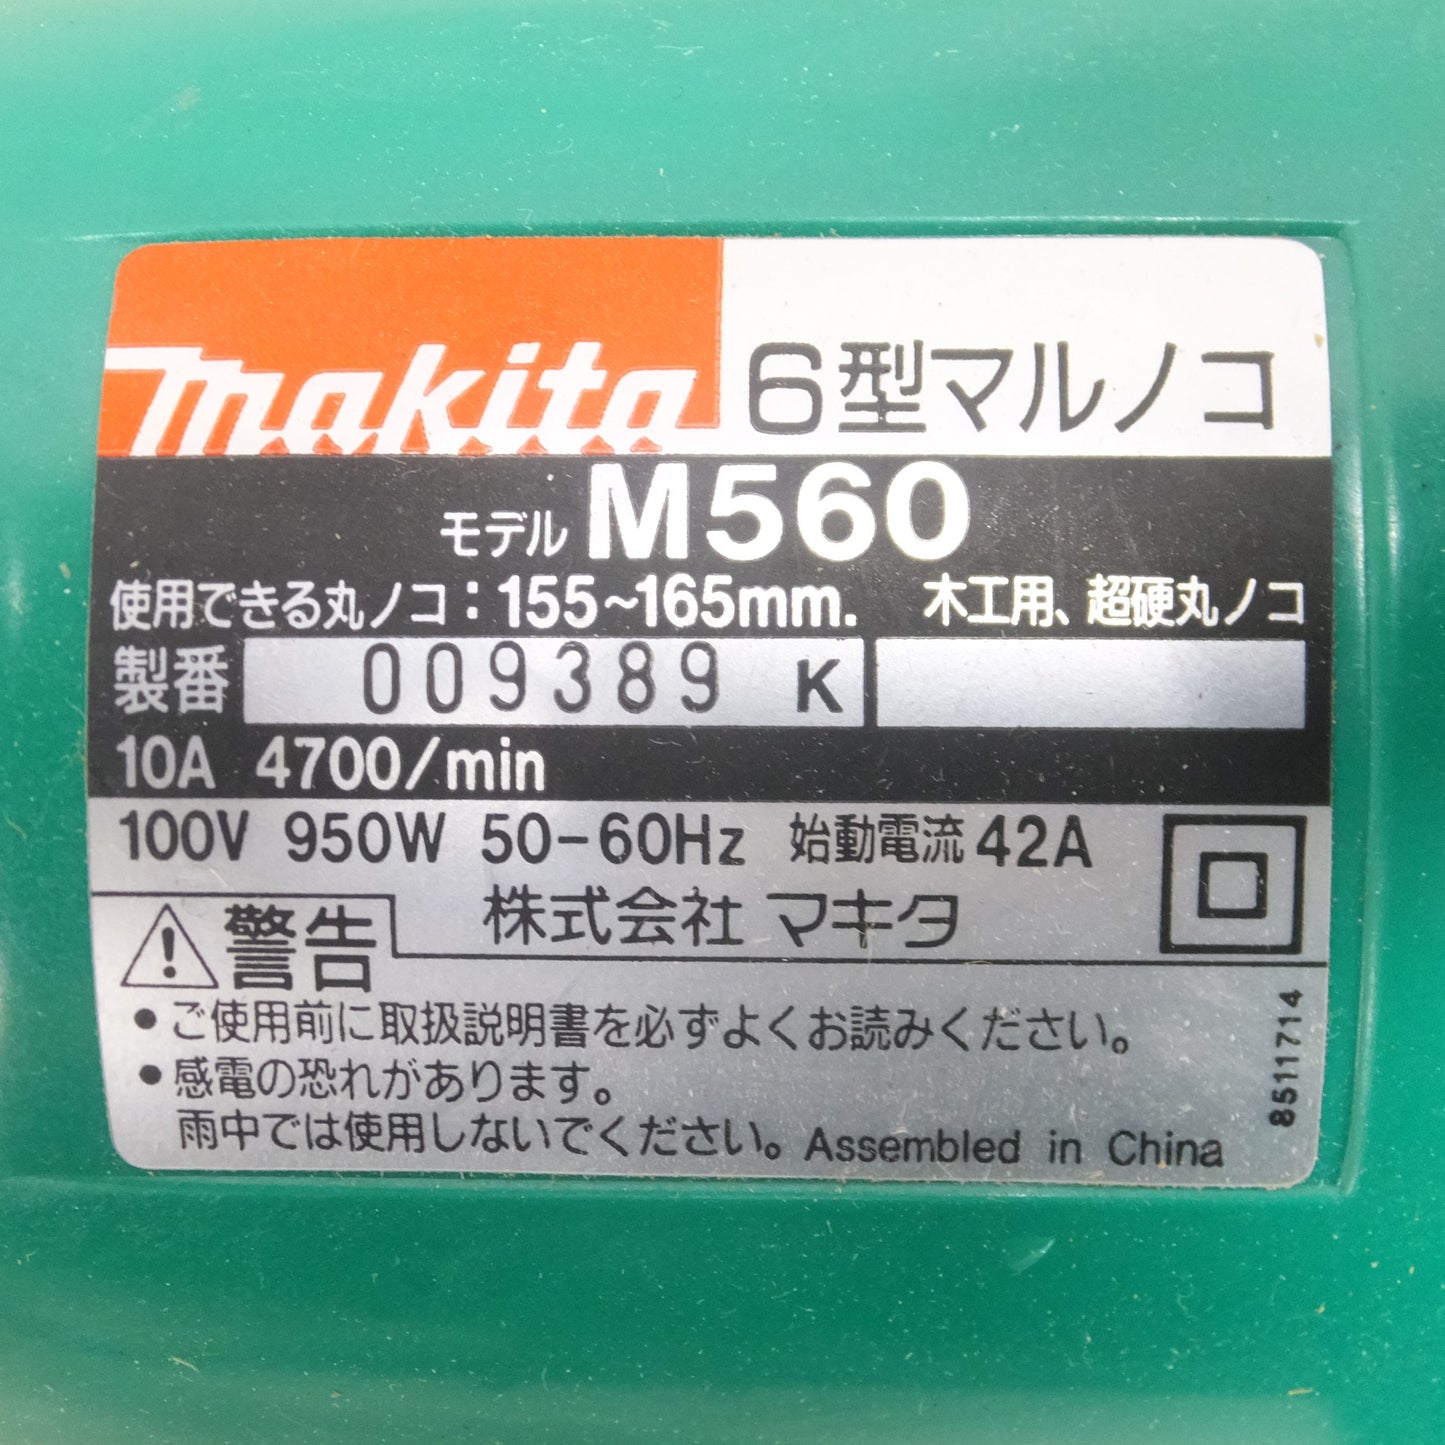 makita 6型マルノコ
モデル M560
使用できる丸ノコ：155~165mm. 木工用、超硬丸ノコ
製番 009389 K
10A 4700/min
100V 950W 50-60Hz 始動電流 42A
株式会社 マキタ
警告
•ご使用前に取扱説明書を必ずよくお読みください。
•感電の恐れがあります。
雨中では使用しないでください。 Assembled in China
8511714